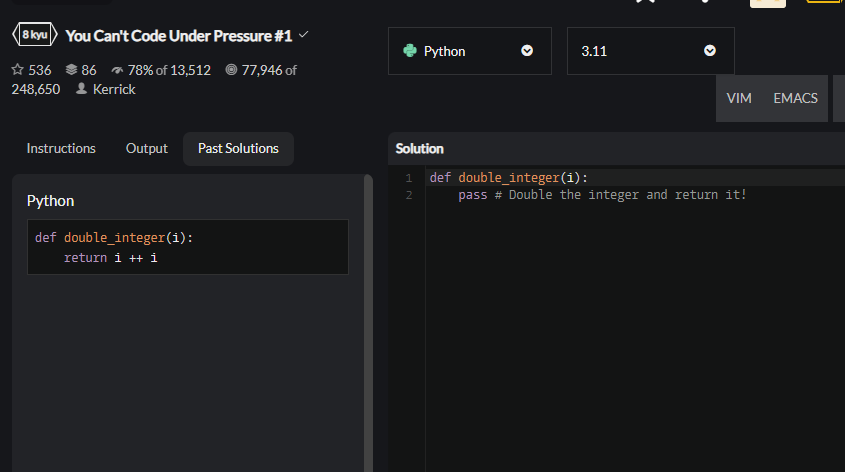 8 kyu You Can't Code Under Pressure #1
536 86 78% of 13,512 77,946 of
248,650 Kerrick
Python
3.11
VIM EMACS
Instructions Output Past Solutions
Python
def double_integer(i):
    return i ++ i
Solution
1 def double_integer(i):
2     pass # Double the integer and return it!